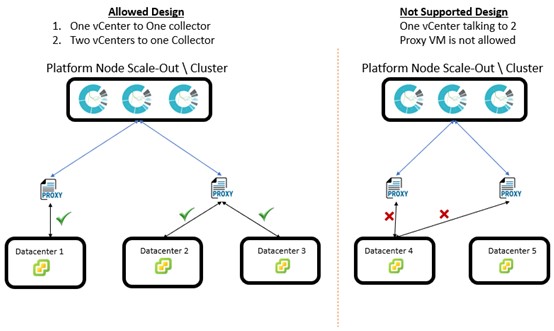 Allowed Design
1. One vCenter to One collector
2. Two vCenters to one Collector
Platform Node Scale-Out \ Cluster
PROXY
PROXY
Datacenter 1
Datacenter 2
Datacenter 3
Not Supported Design
One vCenter talking to 2
Proxy VM is not allowed
Platform Node Scale-Out \ Cluster
PROXY
PROXY
Datacenter 4
Datacenter 5